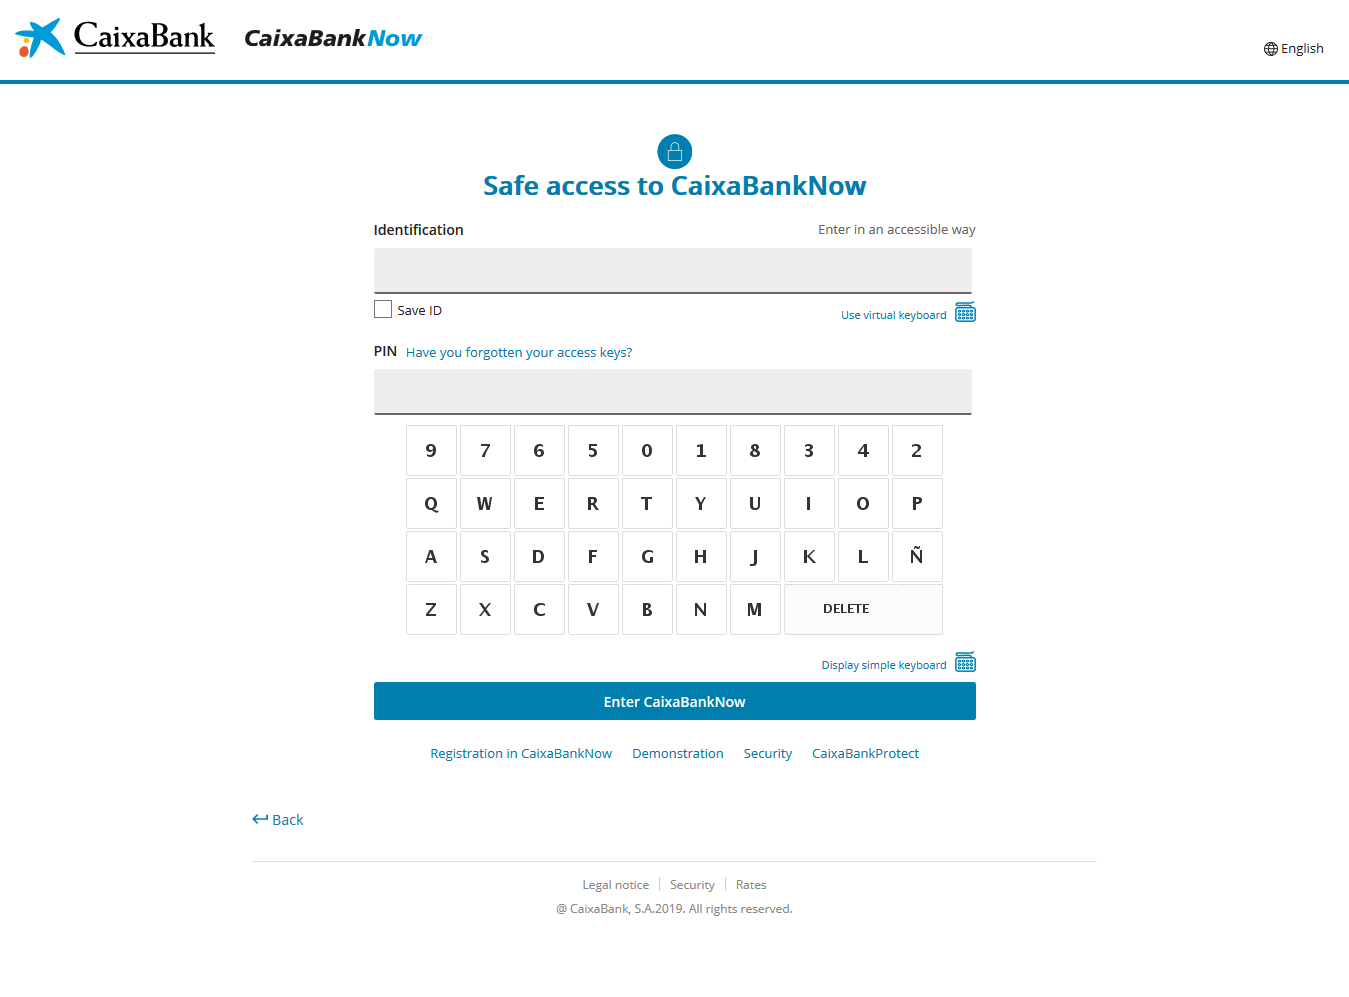 CaixaBank CaixaBankNow
English
Safe access to CaixaBankNow
Identification Enter in an accessible way
Save ID Use virtual keyboard
PIN Have you forgotten your access keys?
9 7 6 5 0 1 8 3 4 2
Q W E R T Y U I O P
A S D F G H J K L Ñ
Z X C V B N M DELETE
Display simple keyboard
Enter CaixaBankNow
Registration in CaixaBankNow Demonstration Security CaixaBankProtect
Back
Legal notice Security Rates
@ CaixaBank, S.A.2019. All rights reserved.